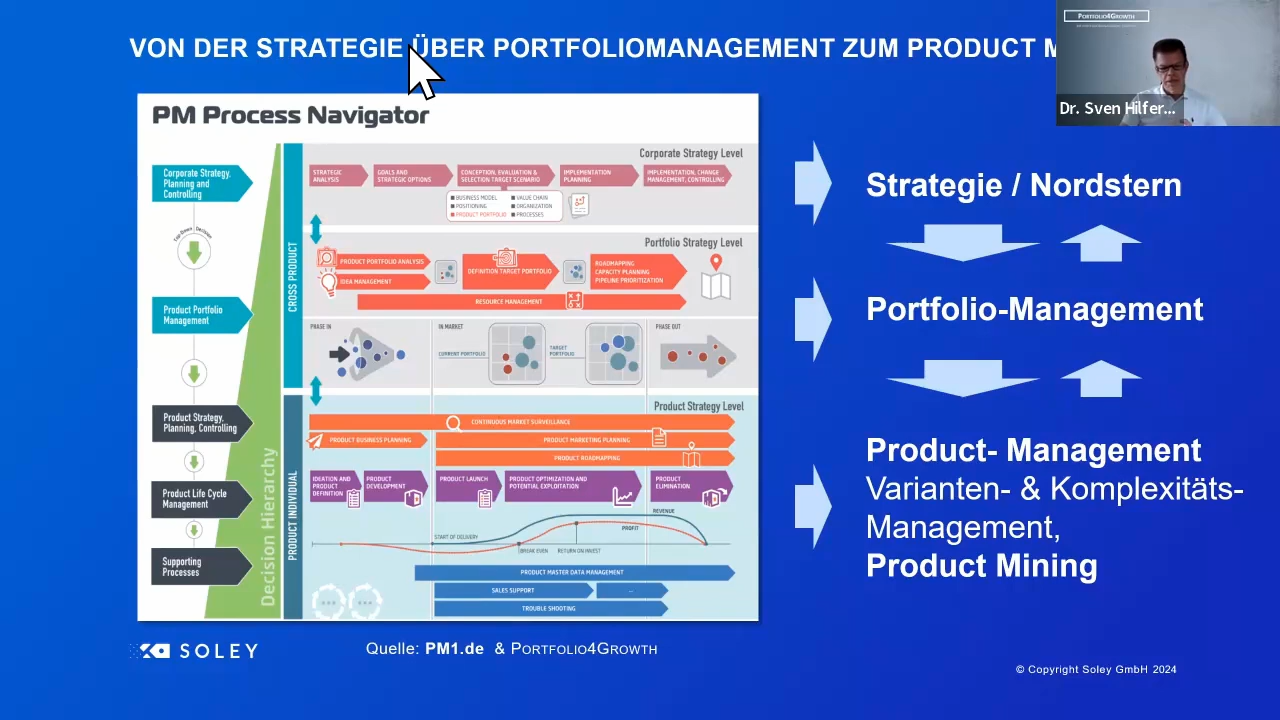 VON DER STRATEGIE ÜBER PORTFOLIOMANAGEMENT ZUM PRODUCT M
PORTFOLIO4GROWTH
Dr. Sven Hilfer...
PM Process Navigator
Corporate Strategy,
Planning and
Controlling
Top Down Decision
Product Portfolio
Management
Product Strategy,
Planning, Controlling
Product Life Cycle
Management
Supporting
Processes
Decision Hierarchy
CROSS PRODUCT
PRODUCT INDIVIDUAL
Corporate Strategy Level
STRATEGIC
ANALYSIS
GOALS AND
STRATEGIC OPTIONS
CONCEPTION, EVALUATION &
SELECTION TARGET SCENARIO
IMPLEMENTATION
PLANNING
IMPLEMENTATION, CHANGE
MANAGEMENT, CONTROLLING
BUSINESS MODEL
POSITIONING
PRODUCT PORTFOLIO
VALUE CHAIN
ORGANIZATION
PROCESSES
Portfolio Strategy Level
PRODUCT PORTFOLIO ANALYSIS
IDEA MANAGEMENT
DEFINITION TARGET PORTFOLIO
ROADMAPPING
CAPACITY PLANNING
PIPELINE PRIORITIZATION
RESOURCE MANAGEMENT
PHASE IN
IN MARKET
CURRENT PORTFOLIO
TARGET
PORTFOLIO
PHASE OUT
Product Strategy Level
CONTINUOUS MARKET SURVEILLANCE
PRODUCT BUSINESS PLANNING
PRODUCT MARKETING PLANNING
PRODUCT ROADMAPPING
IDEATION AND
PRODUCT
DEFINITION
PRODUCT
DEVELOPMENT
PRODUCT LAUNCH
PRODUCT OPTIMIZATION AND
POTENTIAL EXPLOITATION
PRODUCT
ELIMINATION
REVENUE
PROFIT
START OF DELIVERY
BREAK EVEN
RETURN ON INVEST
PRODUCT MASTER DATA MANAGEMENT
SALES SUPPORT
...
TROUBLE SHOOTING
Strategie / Nordstern
Portfolio-Management
Product- Management
Varianten- & Komplexitäts-
Management,
Product Mining
SOLEY
Quelle: PM1.de & PORTFOLIO4GROWTH
© Copyright Soley GmbH 2024